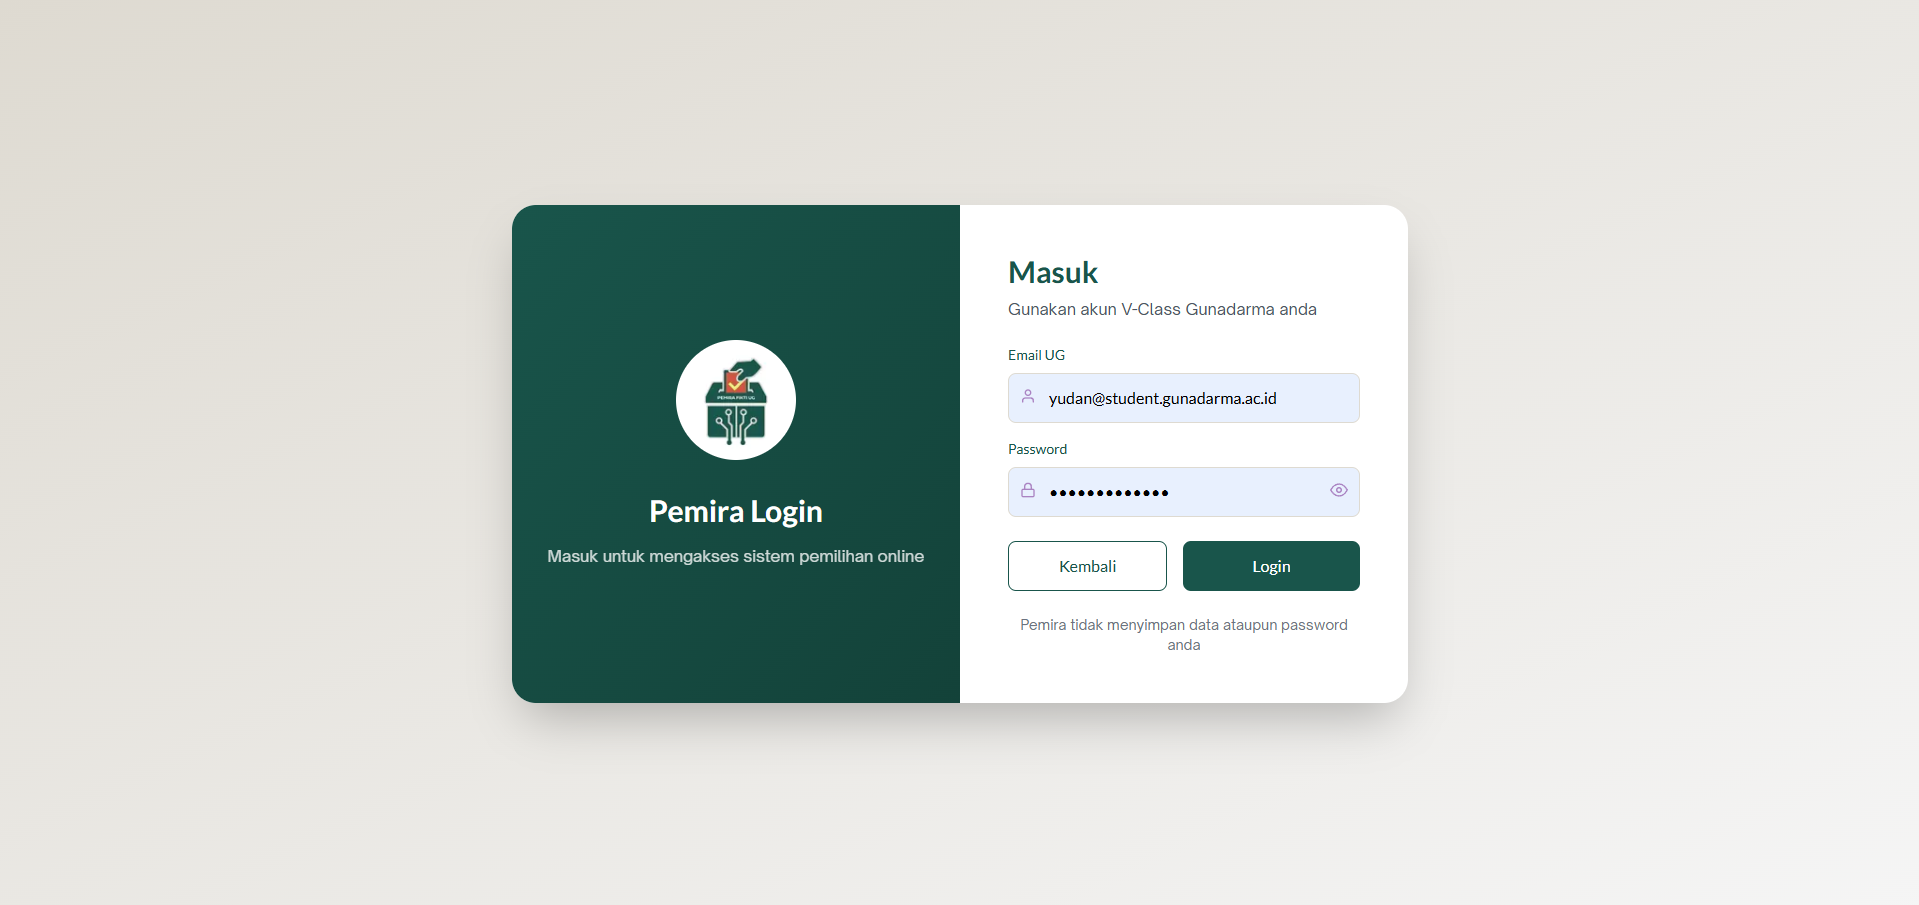 PEMIRA FIKTI UG
Pemira Login
Masuk untuk mengakses sistem pemilihan online
Masuk
Gunakan akun V-Class Gunadarma anda
Email UG
yudan@student.gunadarma.ac.id
Password
•••••••••••••
Kembali
Login
Pemira tidak menyimpan data ataupun password
anda